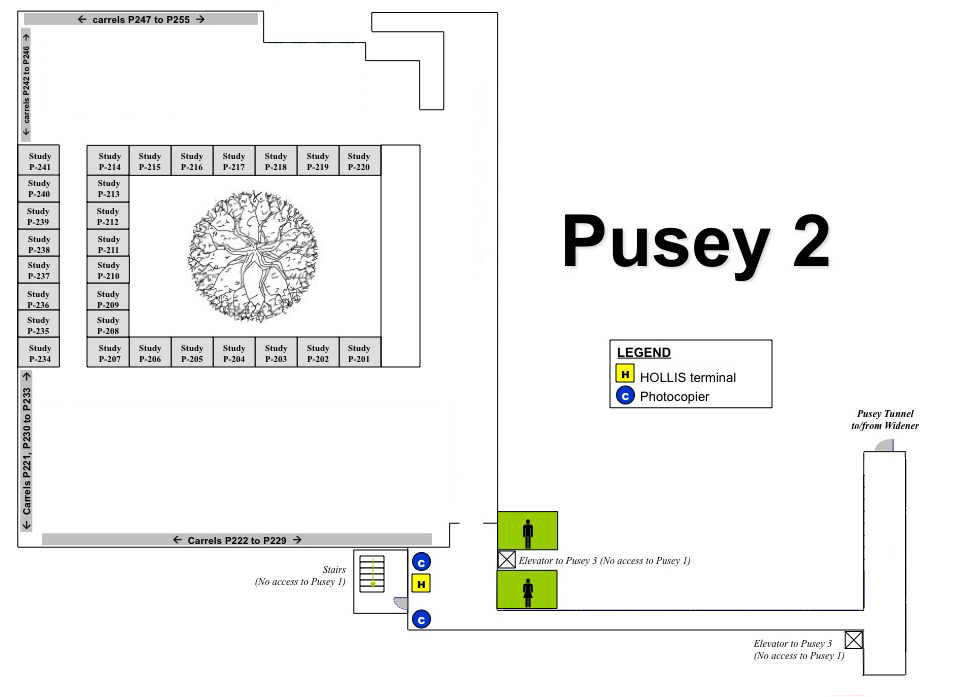 ← carrels P247 to P255 →
← carrels P242 to P246 →
Study
P-241
Study
P-240
Study
P-239
Study
P-238
Study
P-237
Study
P-236
Study
P-235
Study
P-234
Study
P-214
Study
P-215
Study
P-216
Study
P-217
Study
P-218
Study
P-219
Study
P-220
Study
P-213
Study
P-212
Study
P-211
Study
P-210
Study
P-209
Study
P-208
Study
P-207
Study
P-206
Study
P-205
Study
P-204
Study
P-203
Study
P-202
Study
P-201
Pusey 2
LEGEND
H HOLLIS terminal
C Photocopier
Pusey Tunnel
to/from Widener
← Carrels P221, P230 to P233 →
← Carrels P222 to P229 →
Stairs
(No access to Pusey 1)
C
H
C
Elevator to Pusey 3 (No access to Pusey 1)
Elevator to Pusey 3
(No access to Pusey 1)